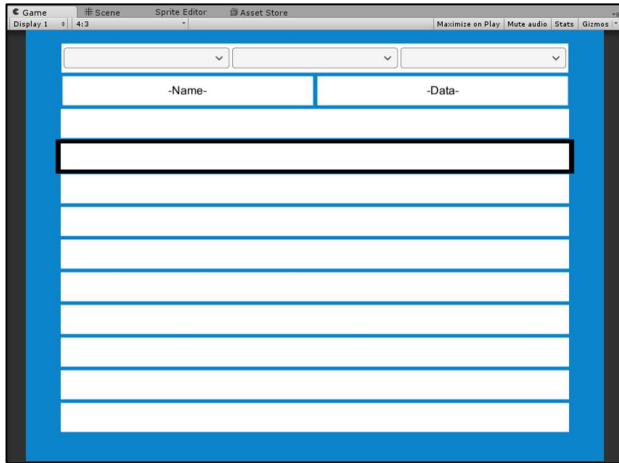 Game Scene Sprite Editor Asset Store
Display 1 4:3 Maximize on Play Mute audio Stats Gizmos
-Name- -Data-